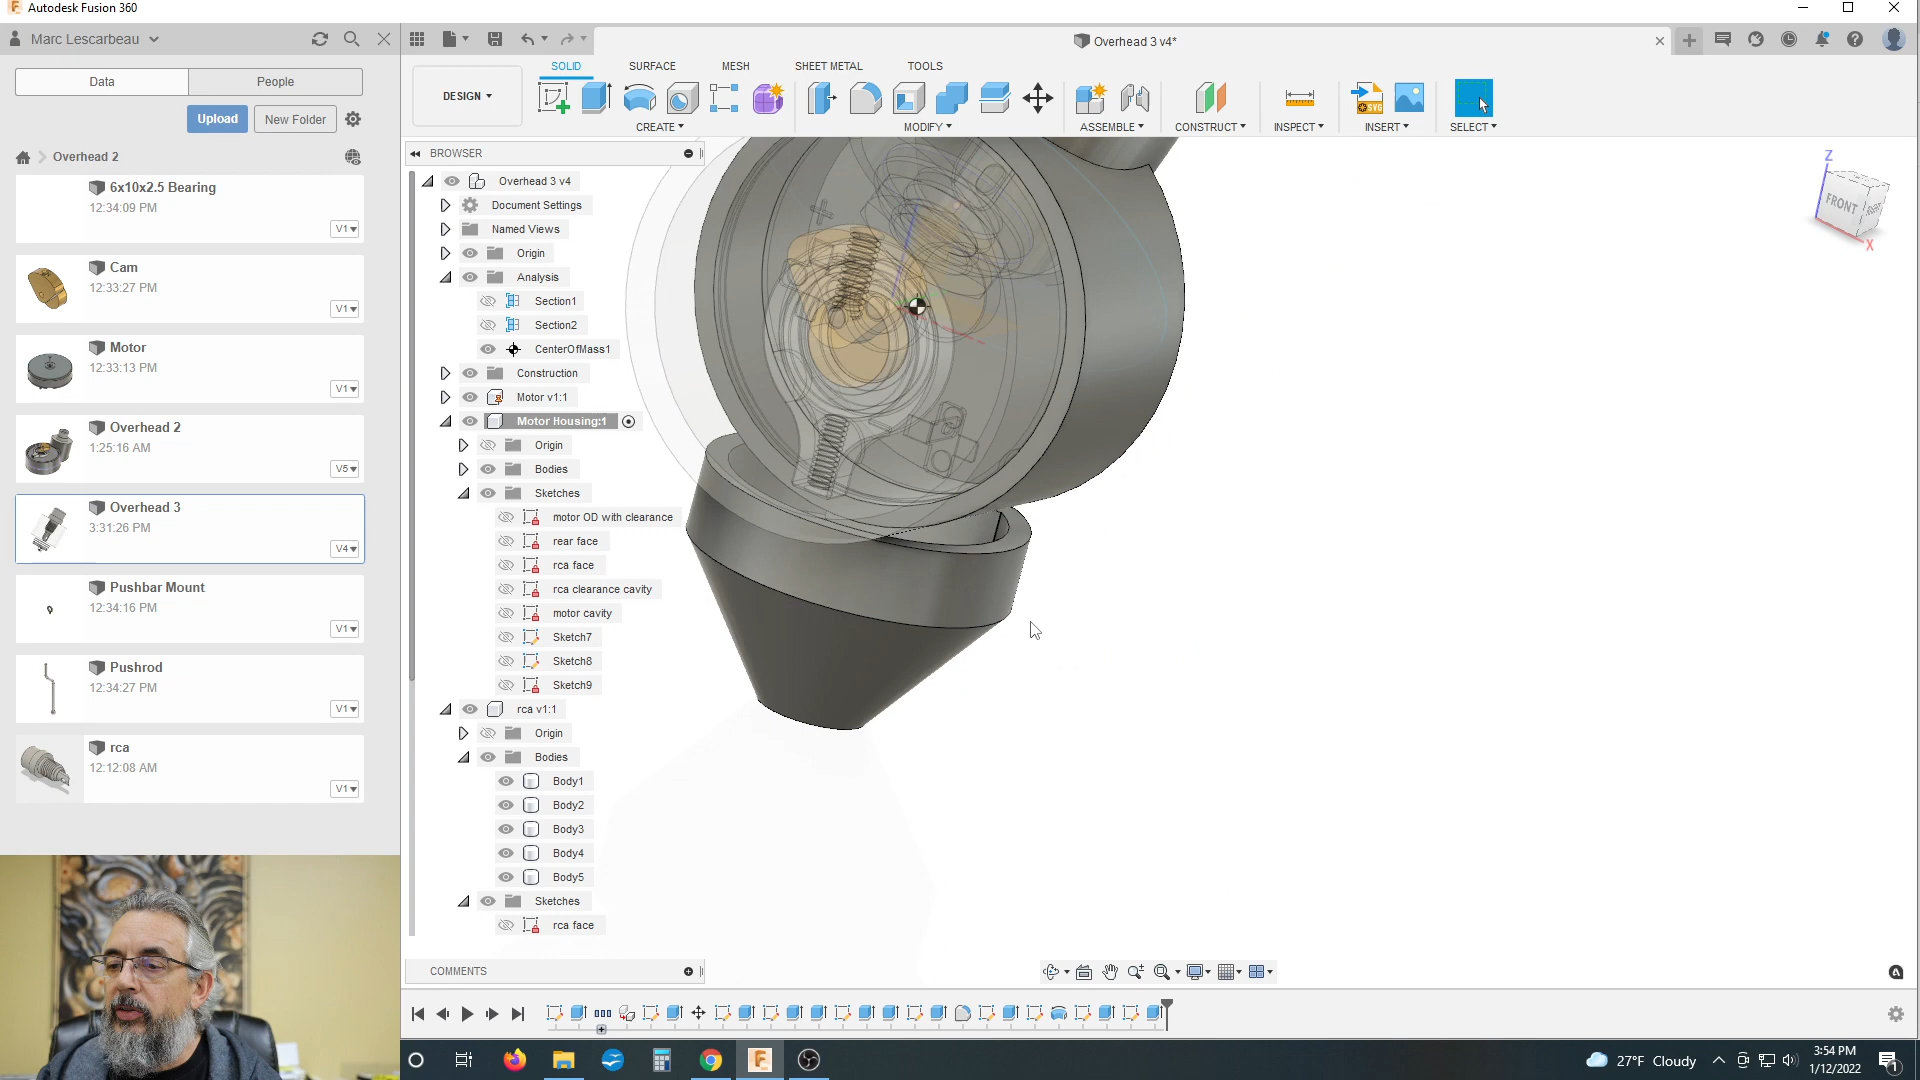 Autodesk Fusion 360
Marc Lescarbeau
Overhead 3 v4*
Data
People
Upload
New Folder
Overhead 2
6x10x2.5 Bearing
12:34:09 PM
V1
Cam
12:33:27 PM
V1
Motor
12:33:13 PM
V1
Overhead 2
1:25:16 AM
V5
Overhead 3
3:31:26 PM
V4
Pushbar Mount
12:34:16 PM
V1
Pushrod
12:34:27 PM
V1
rca
12:12:08 AM
V1
DESIGN
SOLID
SURFACE
MESH
SHEET METAL
TOOLS
CREATE
MODIFY
ASSEMBLE
CONSTRUCT
INSPECT
INSERT
SELECT
SVG
BROWSER
Overhead 3 v4
Document Settings
Named Views
Origin
Analysis
Section1
Section2
CenterOfMass1
Construction
Motor v1:1
Motor Housing:1
Origin
Bodies
Sketches
motor OD with clearance
rear face
rca face
rca clearance cavity
motor cavity
Sketch7
Sketch8
Sketch9
rca v1:1
Origin
Bodies
Body1
Body2
Body3
Body4
Body5
Sketches
rca face
COMMENTS
Z
FRONT
RIGHT
X
27°F Cloudy
3:54 PM
1/12/2022
1